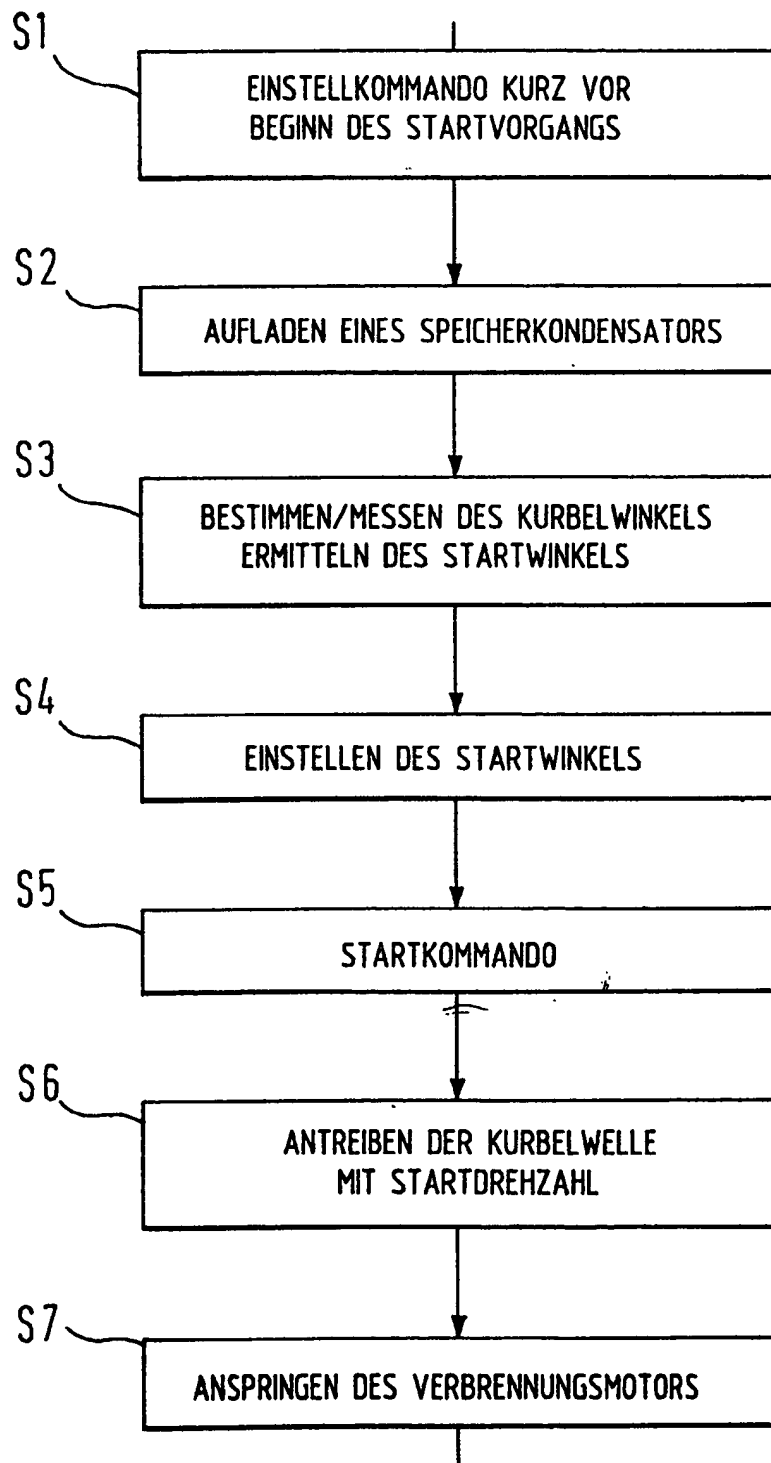 S1
EINSTELLKOMMANDO KURZ VOR
BEGINN DES STARTVORGANGS
S2
AUFLADEN EINES SPEICHERKONDENSATORS
S3
BESTIMMEN/MESSEN DES KURBELWINKELS
ERMITTELN DES STARTWINKELS
S4
EINSTELLEN DES STARTWINKELS
S5
STARTKOMMANDO
S6
ANTREIBEN DER KURBELWELLE
MIT STARTDREHZAHL
S7
ANSPRINGEN DES VERBRENNUNGSMOTORS